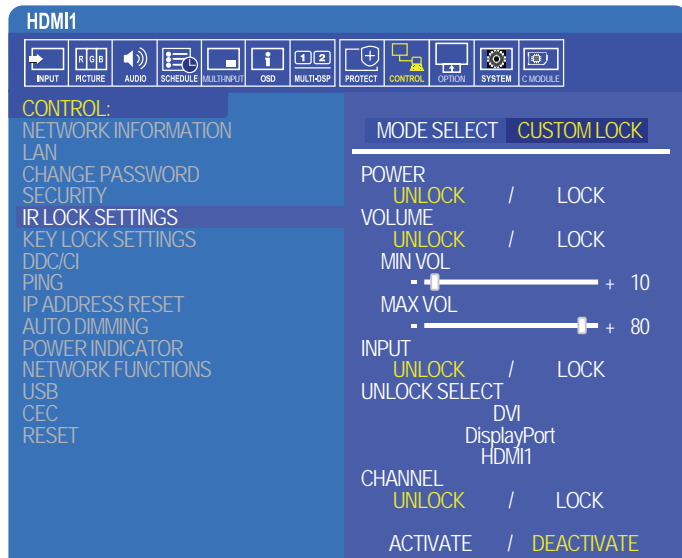 HDMI1
INPUT
R G B
PICTURE
AUDIO
SCHEDULE
MULTI-INPUT
i
OSD
1 2
MULTI-DSP
PROTECT
CONTROL
OPTION
SYSTEM
C MODULE
CONTROL:
NETWORK INFORMATION
LAN
CHANGE PASSWORD
SECURITY
IR LOCK SETTINGS
KEY LOCK SETTINGS
DDC/CI
PING
IP ADDRESS RESET
AUTO DIMMING
POWER INDICATOR
NETWORK FUNCTIONS
USB
CEC
RESET
MODE SELECT CUSTOM LOCK
POWER
UNLOCK / LOCK
VOLUME
UNLOCK / LOCK
MIN VOL
- + 10
MAX VOL
- + 80
INPUT
UNLOCK / LOCK
UNLOCK SELECT
DVI
DisplayPort
HDMI1
CHANNEL
UNLOCK / LOCK
ACTIVATE / DEACTIVATE